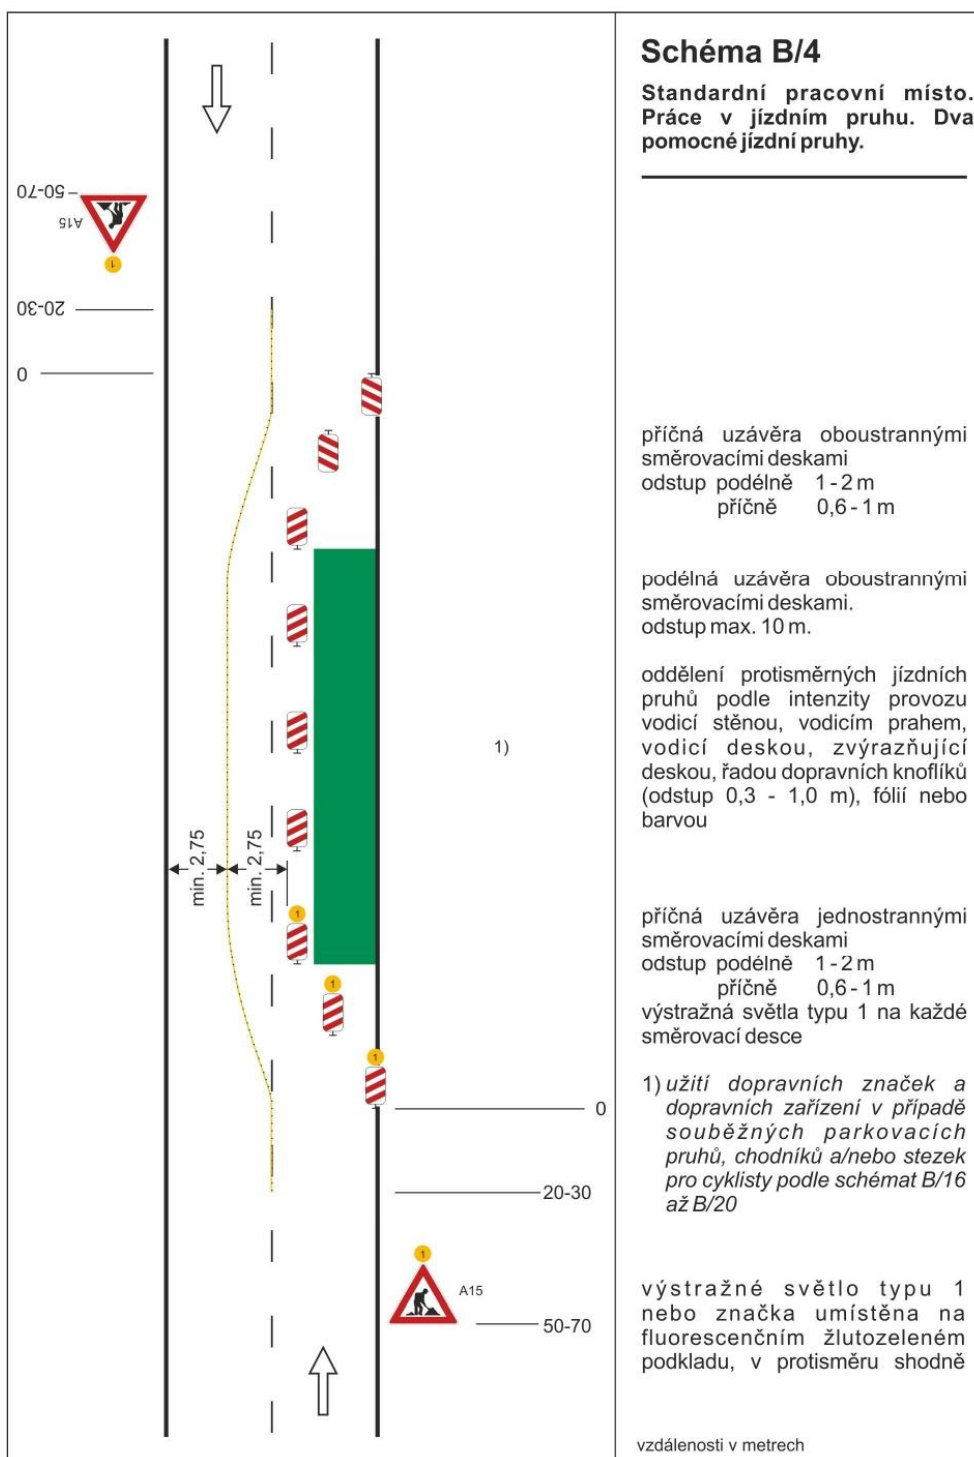 Schéma B/4
Standardní pracovní místo.
Práce v jízdním pruhu. Dva
pomocné jízdní pruhy.
50-70
A15
1
20-30
0
příčná uzávěra oboustrannými
směrovacími deskami
odstup podélně 1 - 2 m
příčně 0,6 - 1 m
podélná uzávěra oboustrannými
směrovacími deskami.
odstup max. 10 m.
oddělení protisměrných jízdních
pruhů podle intenzity provozu
vodicí stěnou, vodicím prahem,
vodicí deskou, zvýrazňující
deskou, řadou dopravních knoflíků
(odstup 0,3 - 1,0 m), fólií nebo
barvou
1)
min. 2,75
min. 2,75
1
1
1
příčná uzávěra jednostrannými
směrovacími deskami
odstup podélně 1 - 2 m
příčně 0,6 - 1 m
výstražná světla typu 1 na každé
směrovací desce
0
1) užití dopravních značek a
dopravních zařízení v případě
souběžných parkovacích
pruhů, chodníků a/nebo stezek
pro cyklisty podle schémat B/16
až B/20
20-30
1
A15
50-70
výstražné světlo typu 1
nebo značka umístěna na
fluorescenčním žlutozeleném
podkladu, v protisměru shodně
vzdálenosti v metrech